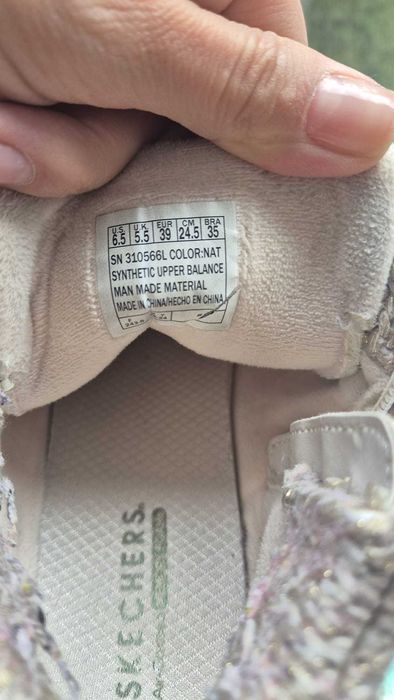 U.S. U.K. EUR CM BRA
6.5 5.5 39 24.5 35
SN 310566L COLOR:NAT
SYNTHETIC UPPER BALANCE
MAN MADE MATERIAL
MADE IN CHINA/HECHO EN CHINA
SKECHERS